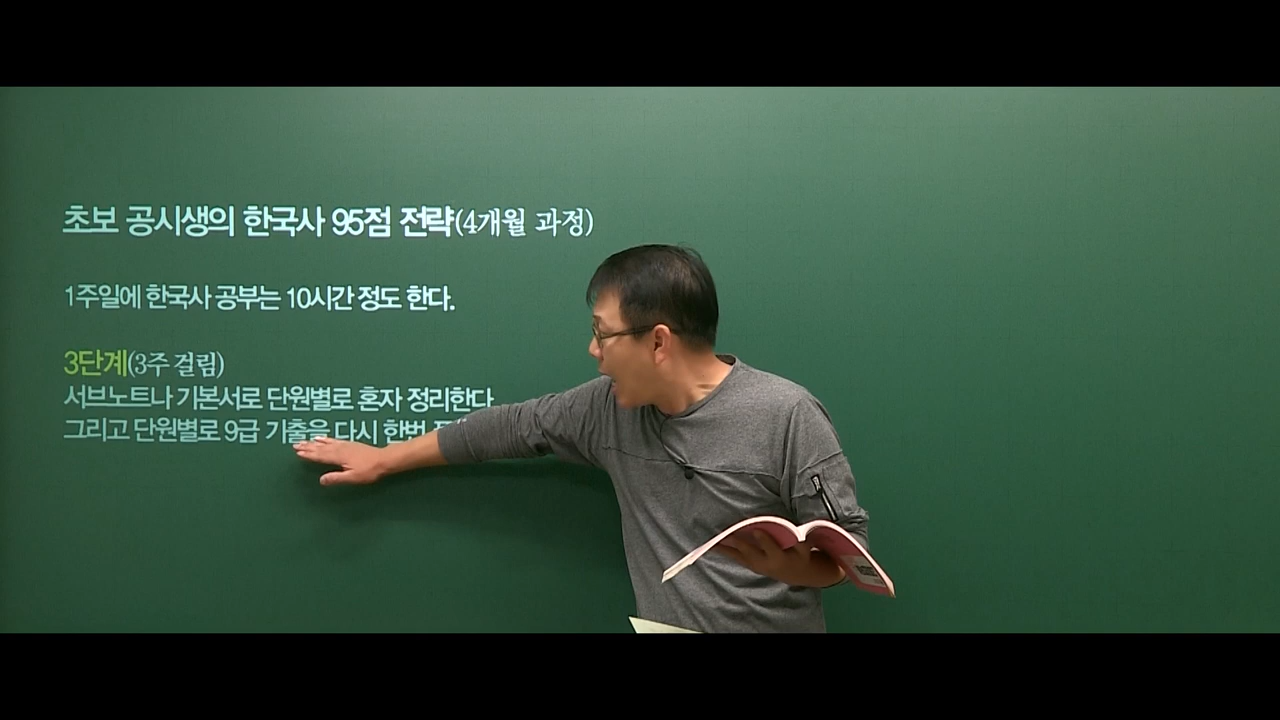 초보 공시생의 한국사 95점 전략(4개월 과정)
1주일에 한국사 공부는 10시간 정도 한다.
3단계(3주 걸림)
서브노트나 기본서로 단원별로 혼자 정리한다
그리고 단원별로 9급 기출을 다시 한번